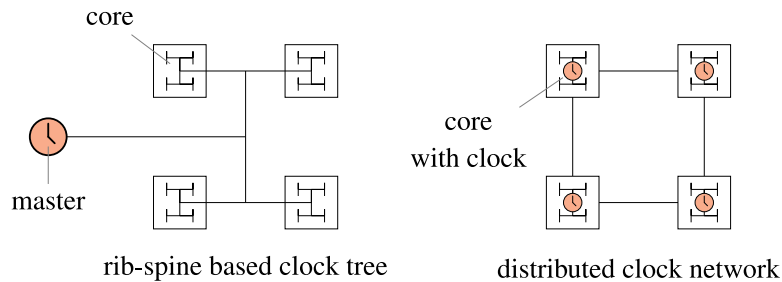 core
master
rib-spine based clock tree
core
with clock
distributed clock network